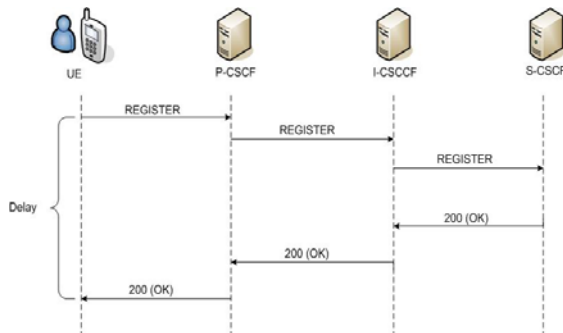 UE
P-CSCF
I-CSCCF
S-CSCF
REGISTER
REGISTER
REGISTER
Delay
200 (OK)
200 (OK)
200 (OK)